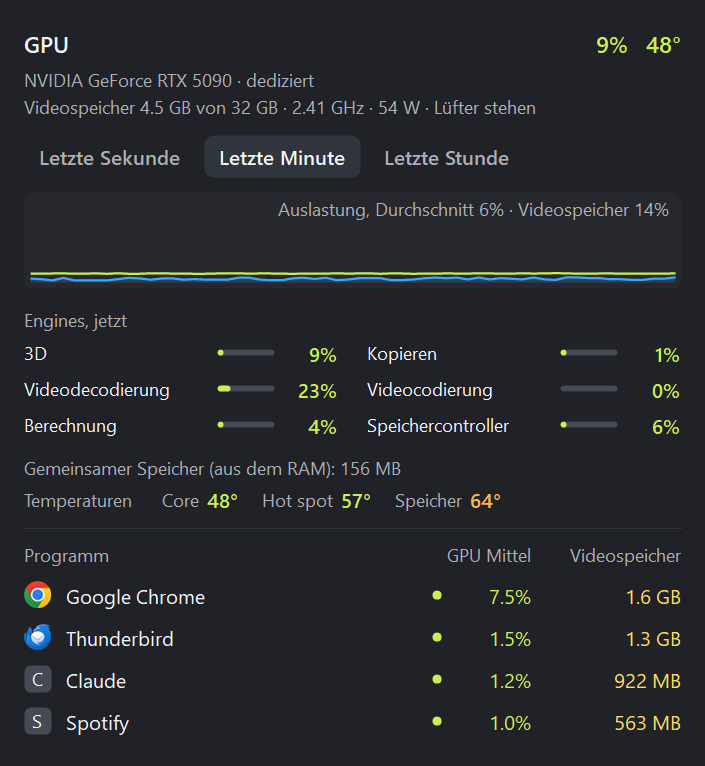 GPU 9% 48°
NVIDIA GeForce RTX 5090 · dediziert
Videospeicher 4.5 GB von 32 GB · 2.41 GHz · 54 W · Lüfter stehen
Letzte Sekunde Letzte Minute Letzte Stunde
Auslastung, Durchschnitt 6% · Videospeicher 14%
Engines, jetzt
3D 9% Kopieren 1%
Videodecodierung 23% Videocodierung 0%
Berechnung 4% Speichercontroller 6%
Gemeinsamer Speicher (aus dem RAM): 156 MB
Temperaturen Core 48° Hot spot 57° Speicher 64°
Programm GPU Mittel Videospeicher
Google Chrome 7.5% 1.6 GB
Thunderbird 1.5% 1.3 GB
C Claude 1.2% 922 MB
S Spotify 1.0% 563 MB